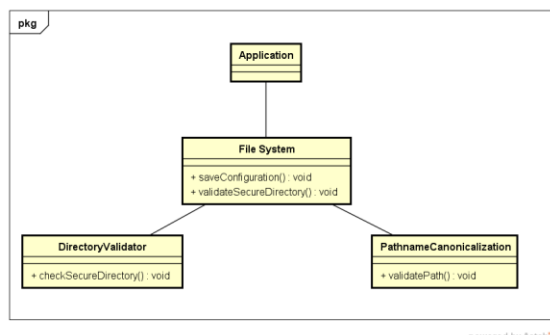 pkg
Application
File System
+ saveConfiguration() : void
+ validateSecureDirectory() : void
DirectoryValidator
+ checkSecureDirectory() : void
PathnameCanonicalization
+ validatePath() : void